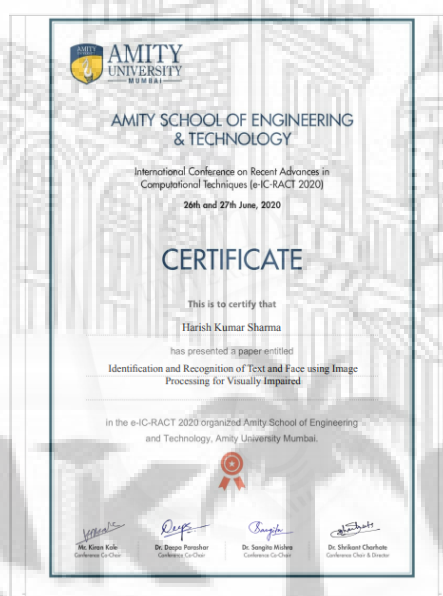 AMITY
AMITY
UNIVERSITY
MUMBAI
AMITY SCHOOL OF ENGINEERING
& TECHNOLOGY
International Conference on Recent Advances in
Computational Techniques (e-IC-RACT 2020)
26th and 27th June, 2020
CERTIFICATE
This is to certify that
Harish Kumar Sharma
has presented a paper entitled
Identification and Recognition of Text and Face using Image
Processing for Visually Impaired
in the e-IC-RACT 2020 organized Amity School of Engineering
and Technology, Amity University Mumbai.
Deepa Sangita
Mr. Kiran Kale Dr. Deepa Parashar Dr. Sangita Mishra Dr. Shrikant Charhate
Conference Co-Chair Conference Co-Chair Conference Co-Chair Conference Chair & Director